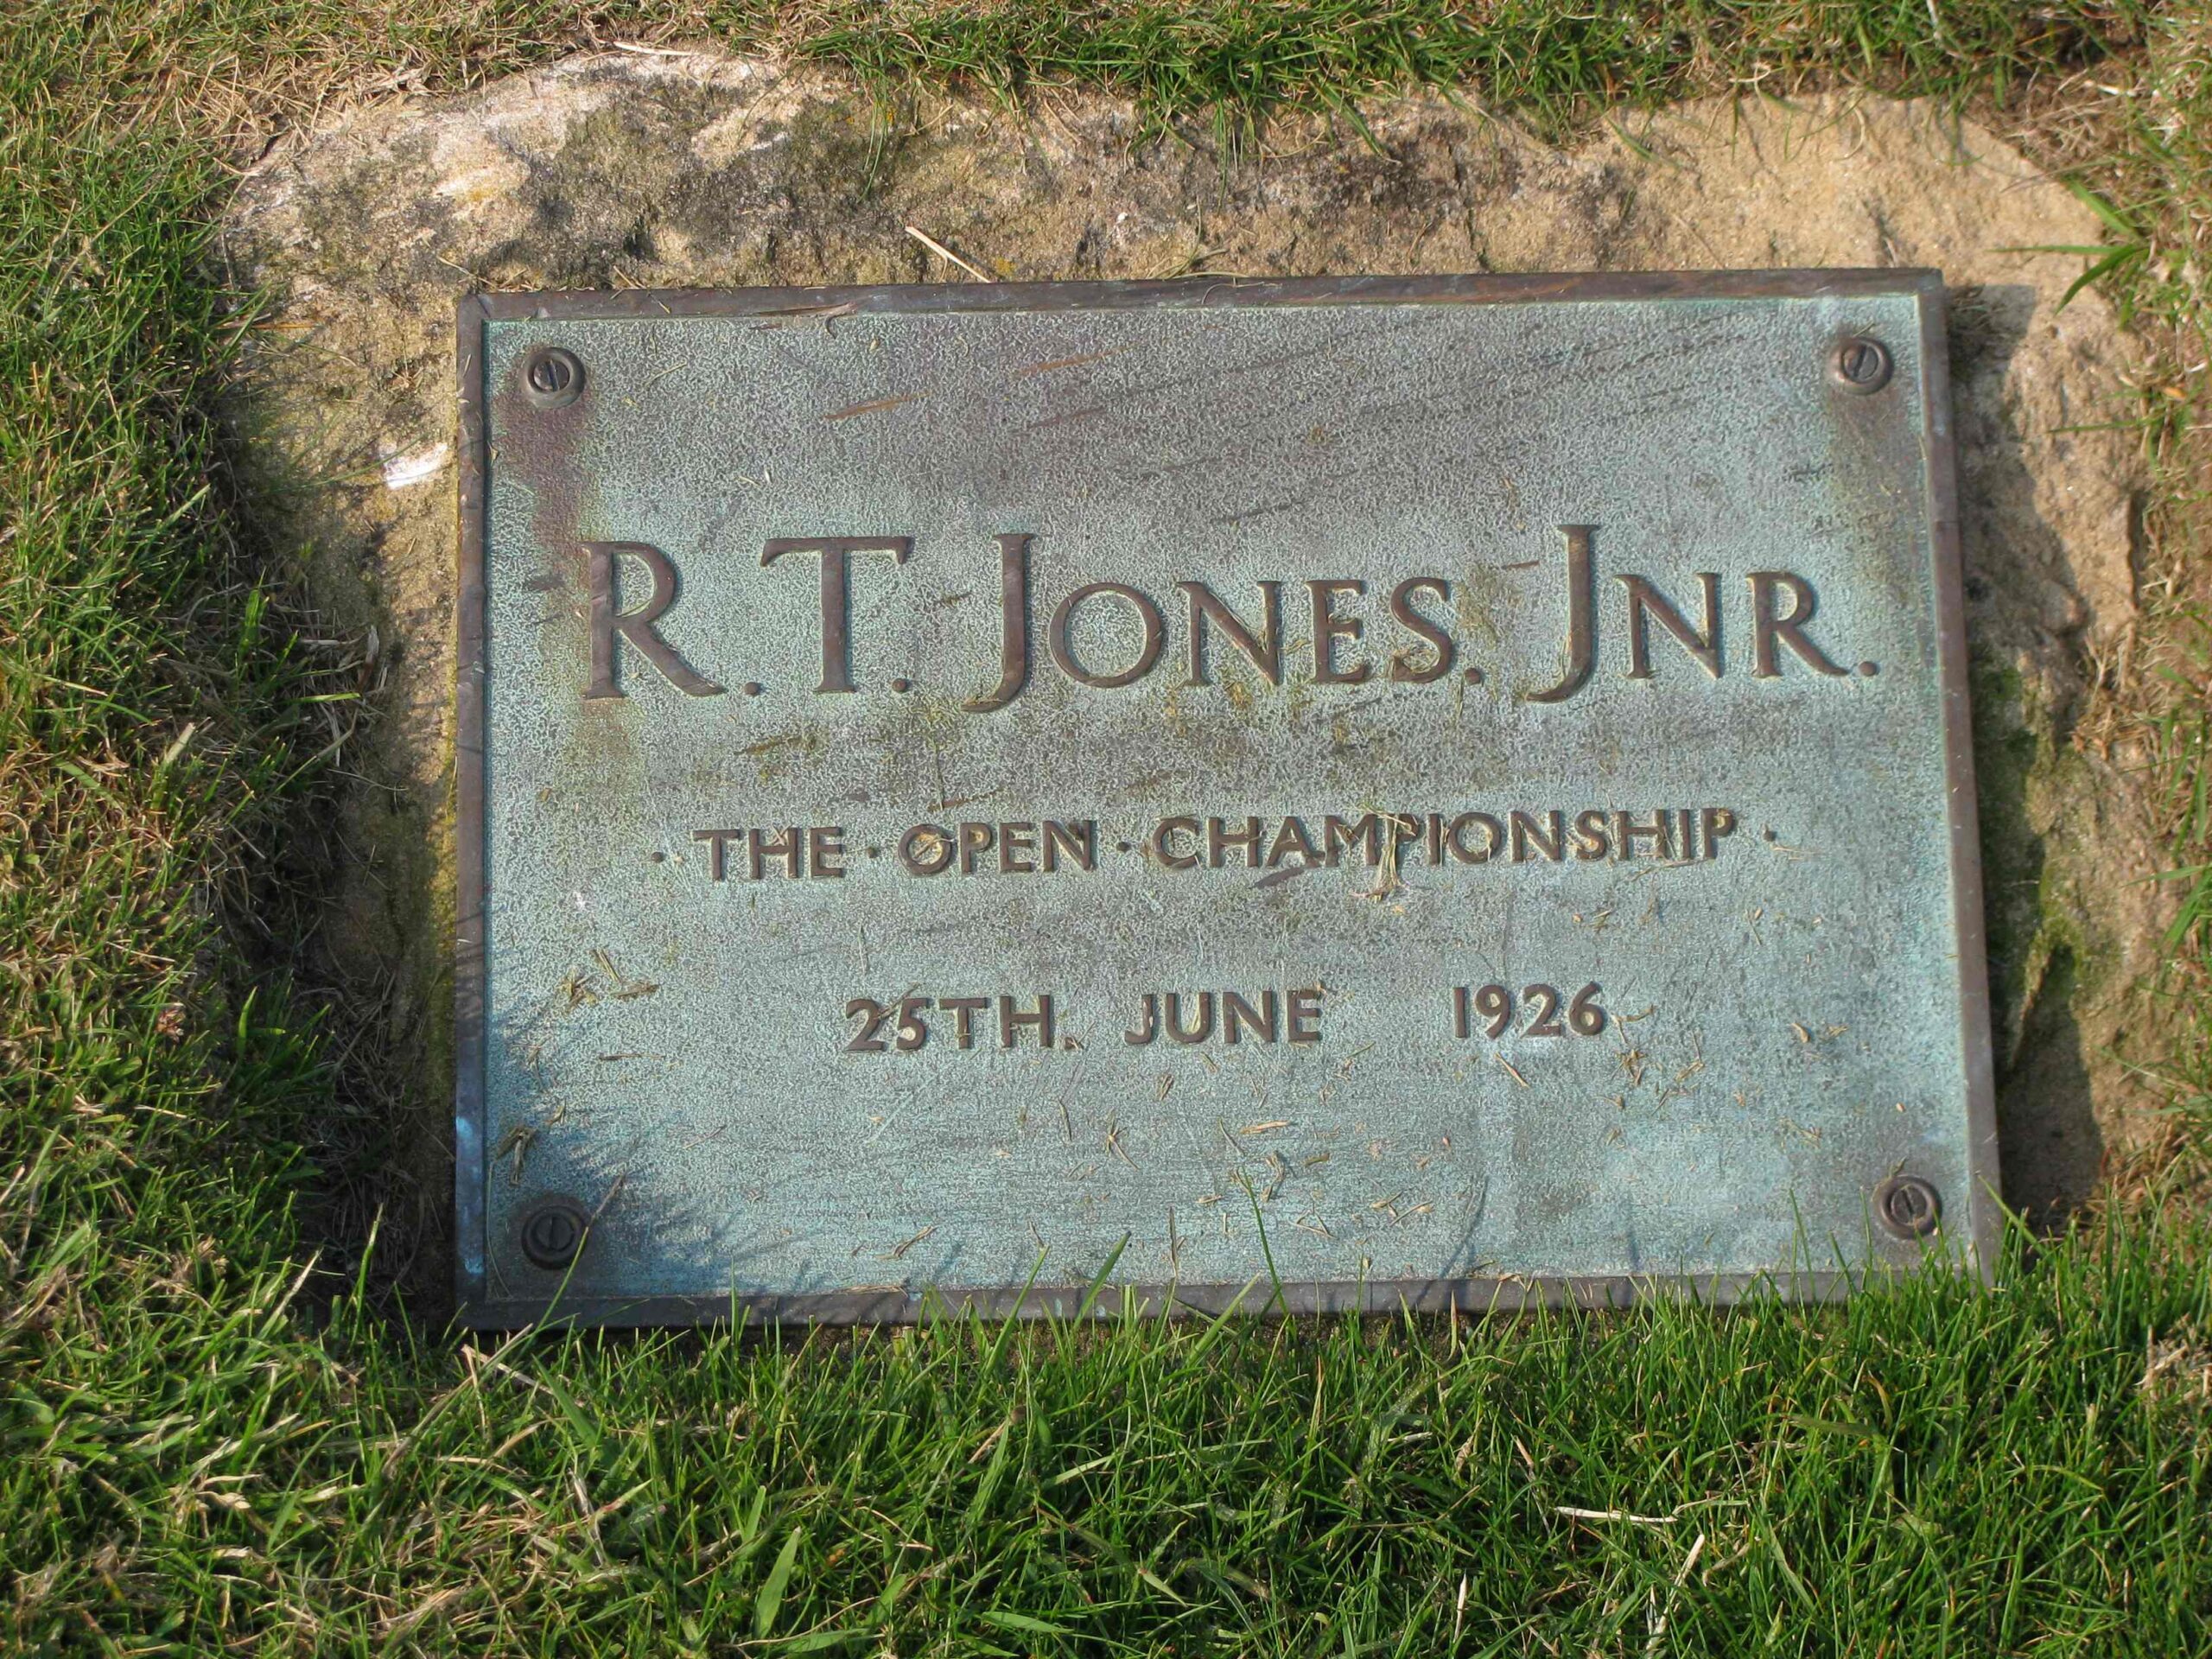 R. T. JONES. JNR.
· THE · OPEN · CHAMPIONSHIP ·
25TH. JUNE 1926